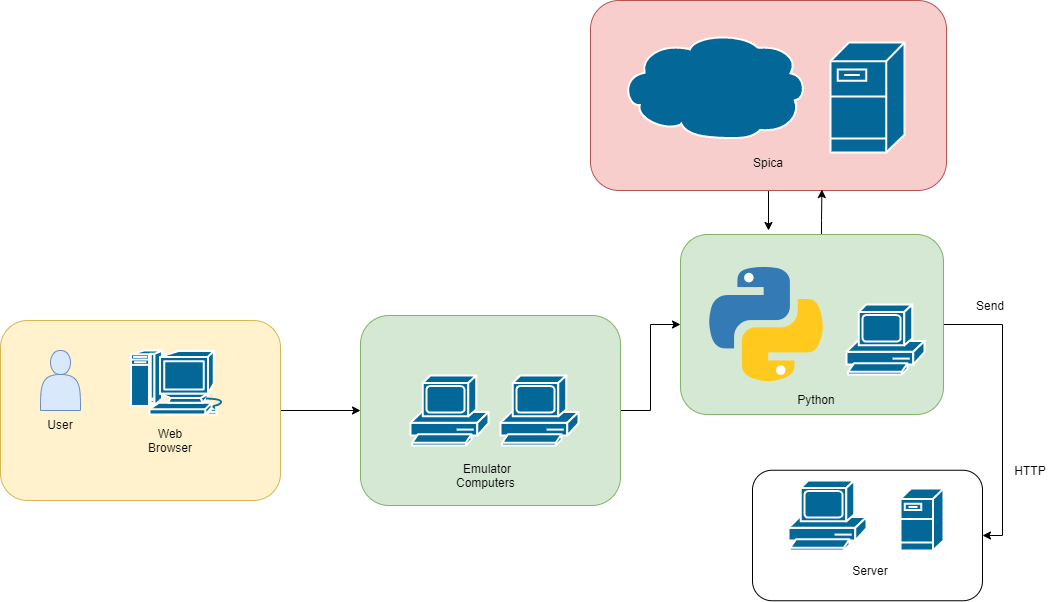 Spica
Send
Python
User
Web
Browser
Emulator
Computers
HTTP
Server